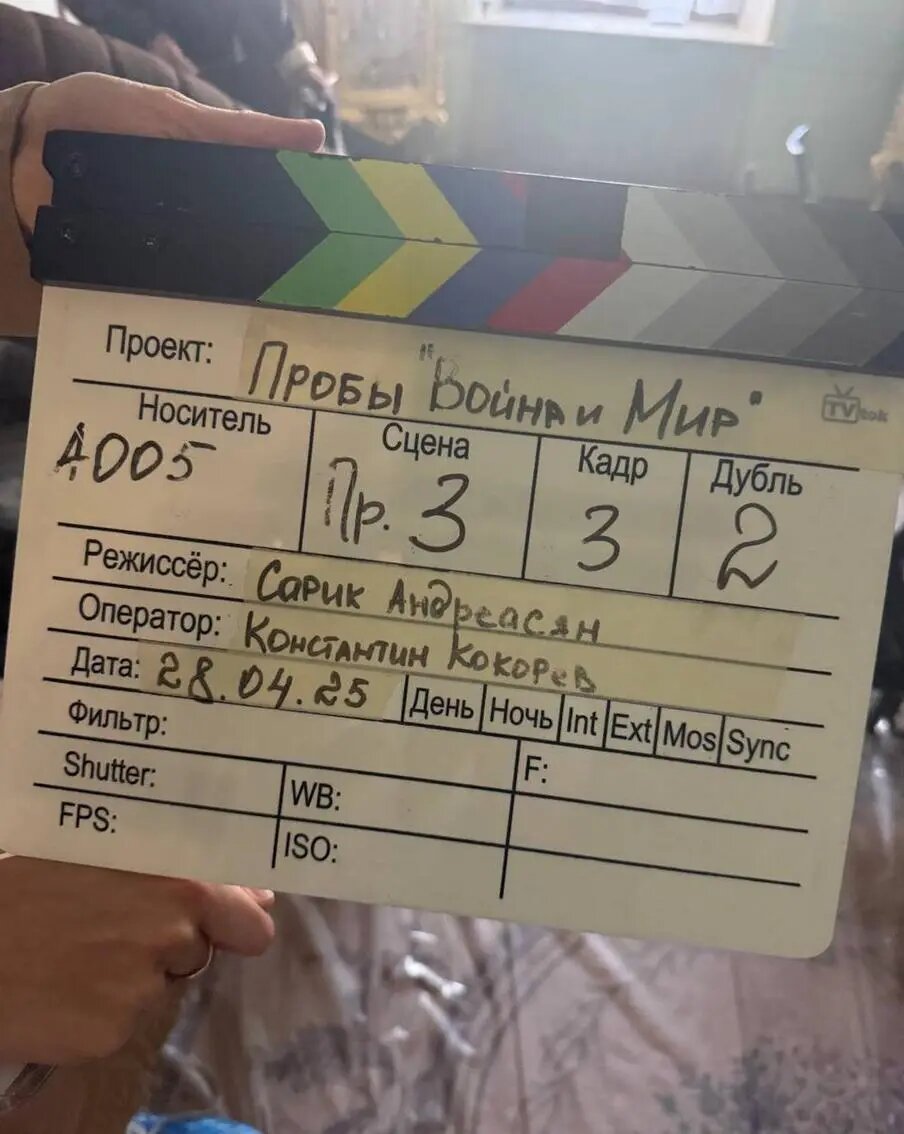 Проект: Пробы "Война и Мир"
TVtok
Носитель Сцена Кадр Дубль
A005 Пр. 3 3 2
Режиссёр: Сарик Андреасян
Оператор: Константин Кокорев
Дата: 28.04.25 День Ночь Int Ext Mos Sync
Фильтр:
Shutter: WB: F:
FPS: ISO: